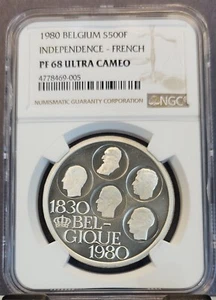 1980 BELGIUM S500F
INDEPENDENCE - FRENCH
PF 68 ULTRA CAMEO
4778469-005
NUMISMATIC GUARANTY CORPORATION
NGC
1830
BEL-
GIQUE
1980